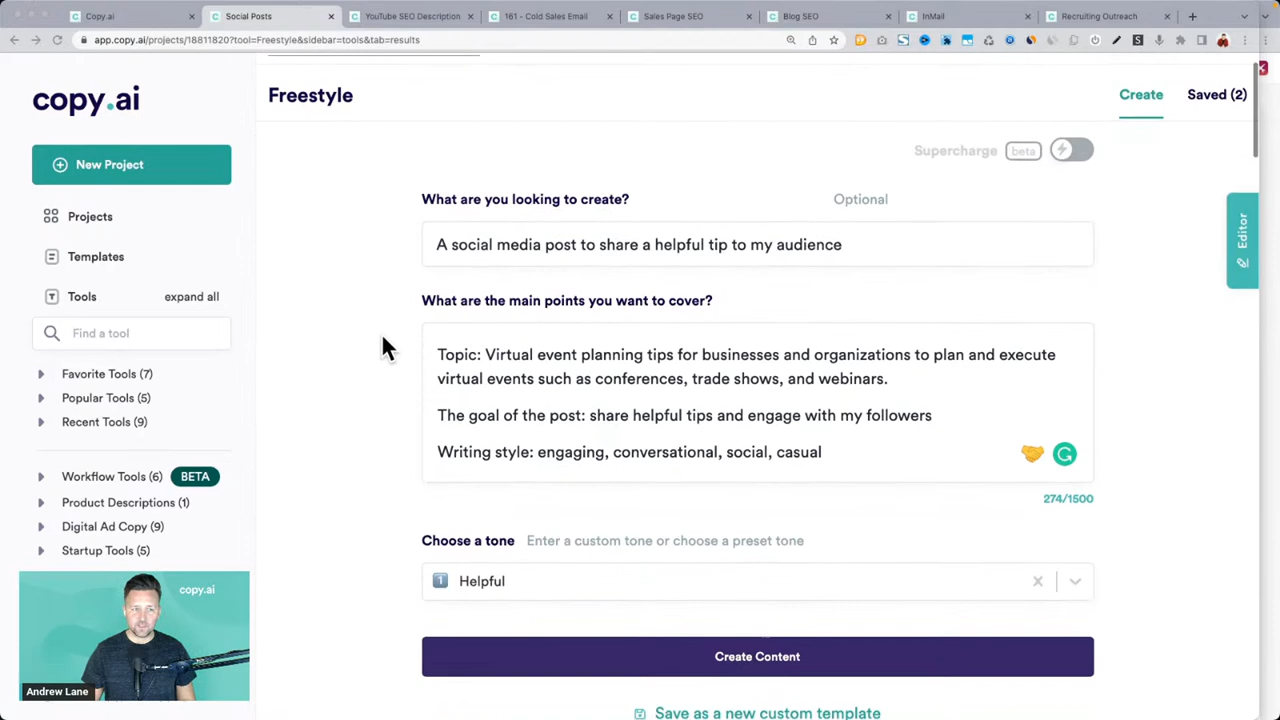 Copy.ai
Social Posts
YouTube SEO Description
161 - Cold Sales Email
Sales Page SEO
Blog SEO
InMail
Recruiting Outreach
app.copy.ai/projects/18811820?tool=Freestyle&sidebar=tools&tab=results
copy.ai
Freestyle
Create
Saved (2)
New Project
Supercharge beta
What are you looking to create?
Optional
Projects
A social media post to share a helpful tip to my audience
Editor
Templates
Tools
expall all
What are the main points you want to cover?
Find a tool
Topic: Virtual event planning tips for businesses and organizations to plan and execute
virtual events such as conferences, trade shows, and webinars.
Favorite Tools (7)
Popular Tools (5)
The goal of the post: share helpful tips and engage with my followers
Recent Tools (9)
Writing style: engaging, conversational, social, casual
Workflow Tools (6) BETA
274/1500
Product Descriptions (1)
Digital Ad Copy (9)
Choose a tone
Enter a custom tone or choose a preset tone
Startup Tools (5)
1 Helpful
copy.ai
Create Content
Andrew Lane
Save as a new custom template